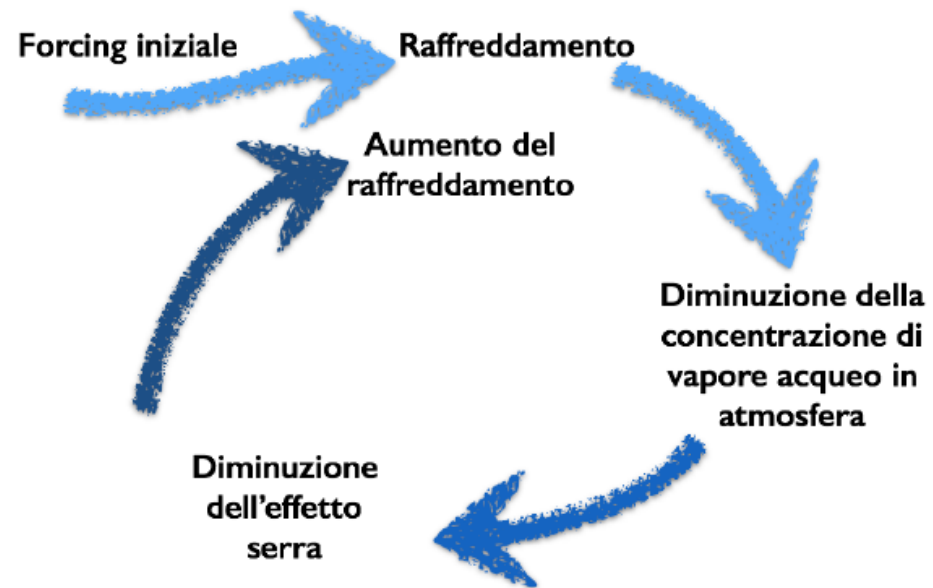 Forcing iniziale
Raffreddamento
Aumento del
raffreddamento
Diminuzione della
concentrazione di
vapore acqueo in
atmosfera
Diminuzione
dell'effetto
serra